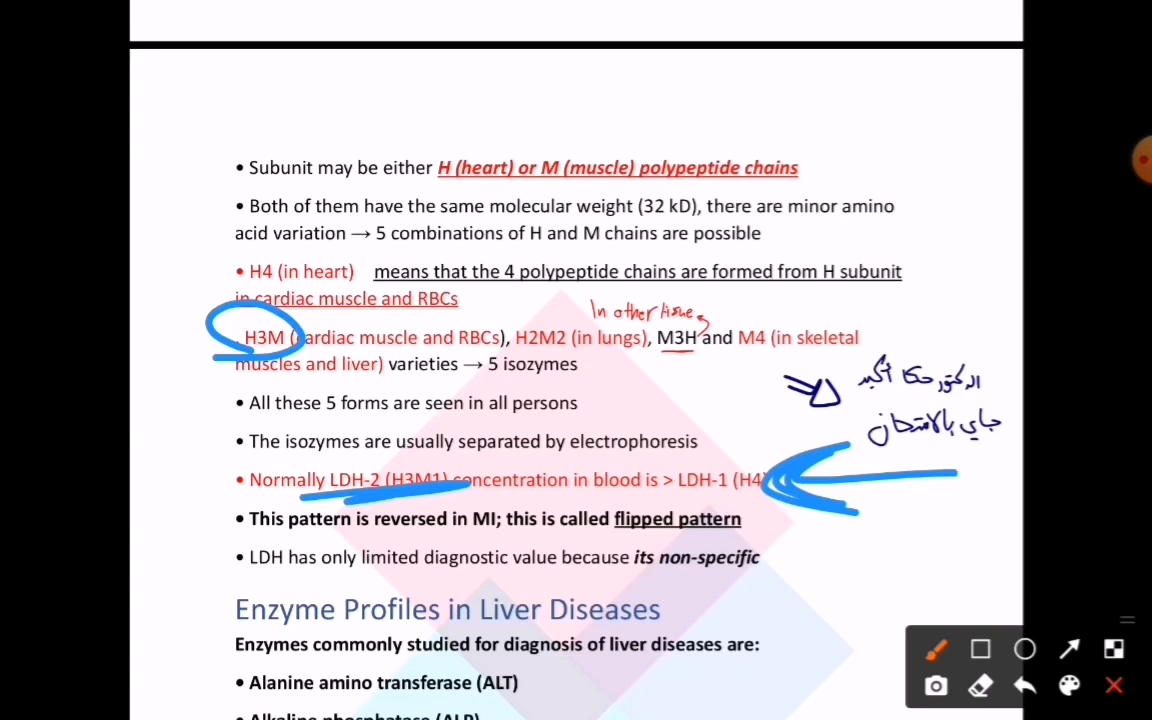 • Subunit may be either H (heart) or M (muscle) polypeptide chains
• Both of them have the same molecular weight (32 kD), there are minor amino
acid variation → 5 combinations of H and M chains are possible
• H4 (in heart) means that the 4 polypeptide chains are formed from H subunit
in cardiac muscle and RBCs
In other tissue
H3M (cardiac muscle and RBCs), H2M2 (in lungs), M3H and M4 (in skeletal
muscles and liver) varieties → 5 isozymes
الدكتور حكا أكيد
جاي بالامتحان
• All these 5 forms are seen in all persons
• The isozymes are usually separated by electrophoresis
• Normally LDH-2 (H3M1) concentration in blood is > LDH-1 (H4)
• This pattern is reversed in MI; this is called flipped pattern
• LDH has only limited diagnostic value because its non-specific
Enzyme Profiles in Liver Diseases
Enzymes commonly studied for diagnosis of liver diseases are:
• Alanine amino transferase (ALT)
• Alkaline phosphatase (ALP)